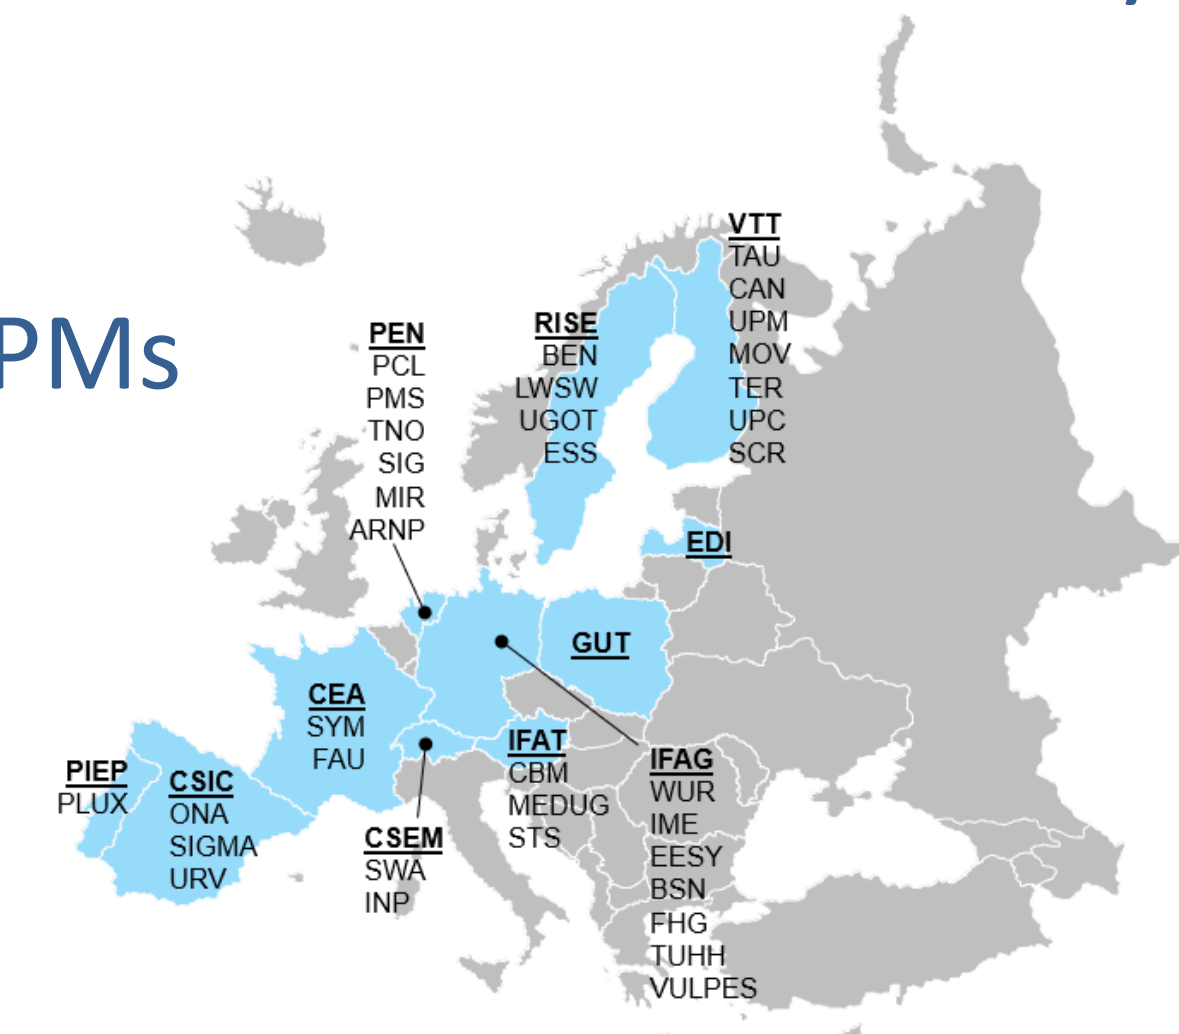 PMs
VTT
TAU
CAN
UPM
MOV
TER
UPC
SCR
RISE
BEN
LWSW
UGOT
ESS
PEN
PCL
PMS
TNO
SIG
MIR
ARNP
EDI
GUT
CEA
SYM
FAU
IFAT
CBM
MEDUG
STS
IFAG
WUR
IME
EESY
BSN
FHG
TUHH
VULPES
PIEP
PLUX
CSIC
ONA
SIGMA
URV
CSEM
SWA
INP